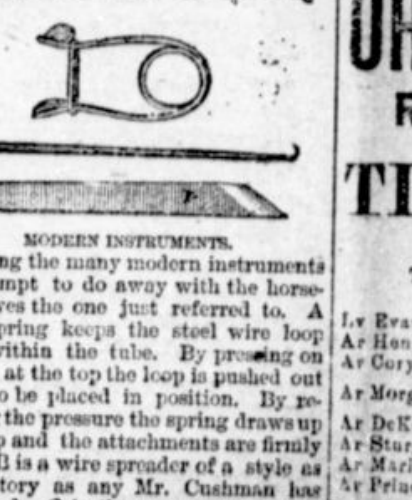 MODERN INSTRUMENTS.
ng the many modern instruments
mpt to do away with the horse-
ves the one just referred to. A
pring keeps the steel wire loop
within the tube. By pressing on
at the top the loop is pushed out
o be placed in position. By re-
the pressure the spring draws up
p and the attachments are firmly
B is a wire spreader of a style as
tory as any Mr. Cushman has
UR
R
TI
Lv Eva
Ar Hen
Ar Cory
Ar Morg
Ar DeK
Ar Stur
Ar Mari
Ar Prin